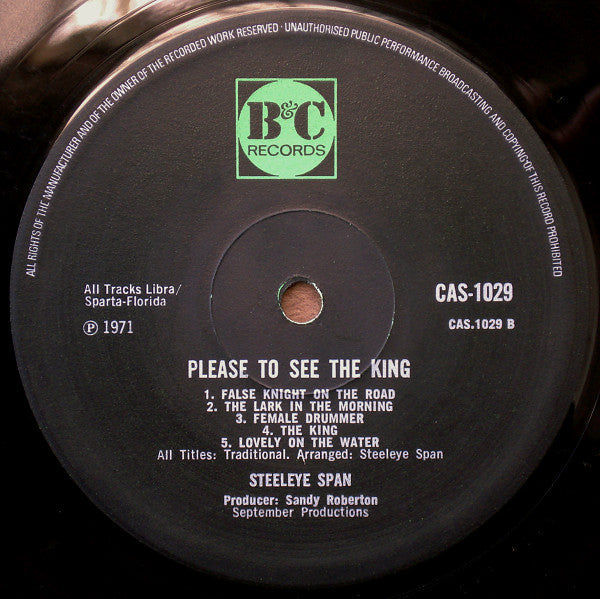 ALL RIGHTS OF THE MANUFACTURER AND OF THE OWNER OF THE RECORDED WORK RESERVED · UNAUTHORISED PUBLIC PERFORMANCE BROADCASTING AND COPYING OF THIS RECORD PROHIBITED
B&C
RECORDS
All Tracks Libra/
Sparta-Florida
℗ 1971
CAS-1029
CAS.1029 B
PLEASE TO SEE THE KING
1. FALSE KNIGHT ON THE ROAD
2. THE LARK IN THE MORNING
3. FEMALE DRUMMER
4. THE KING
5. LOVELY ON THE WATER
All Titles: Traditional. Arranged: Steeleye Span
STEELEYE SPAN
Producer: Sandy Roberton
September Productions